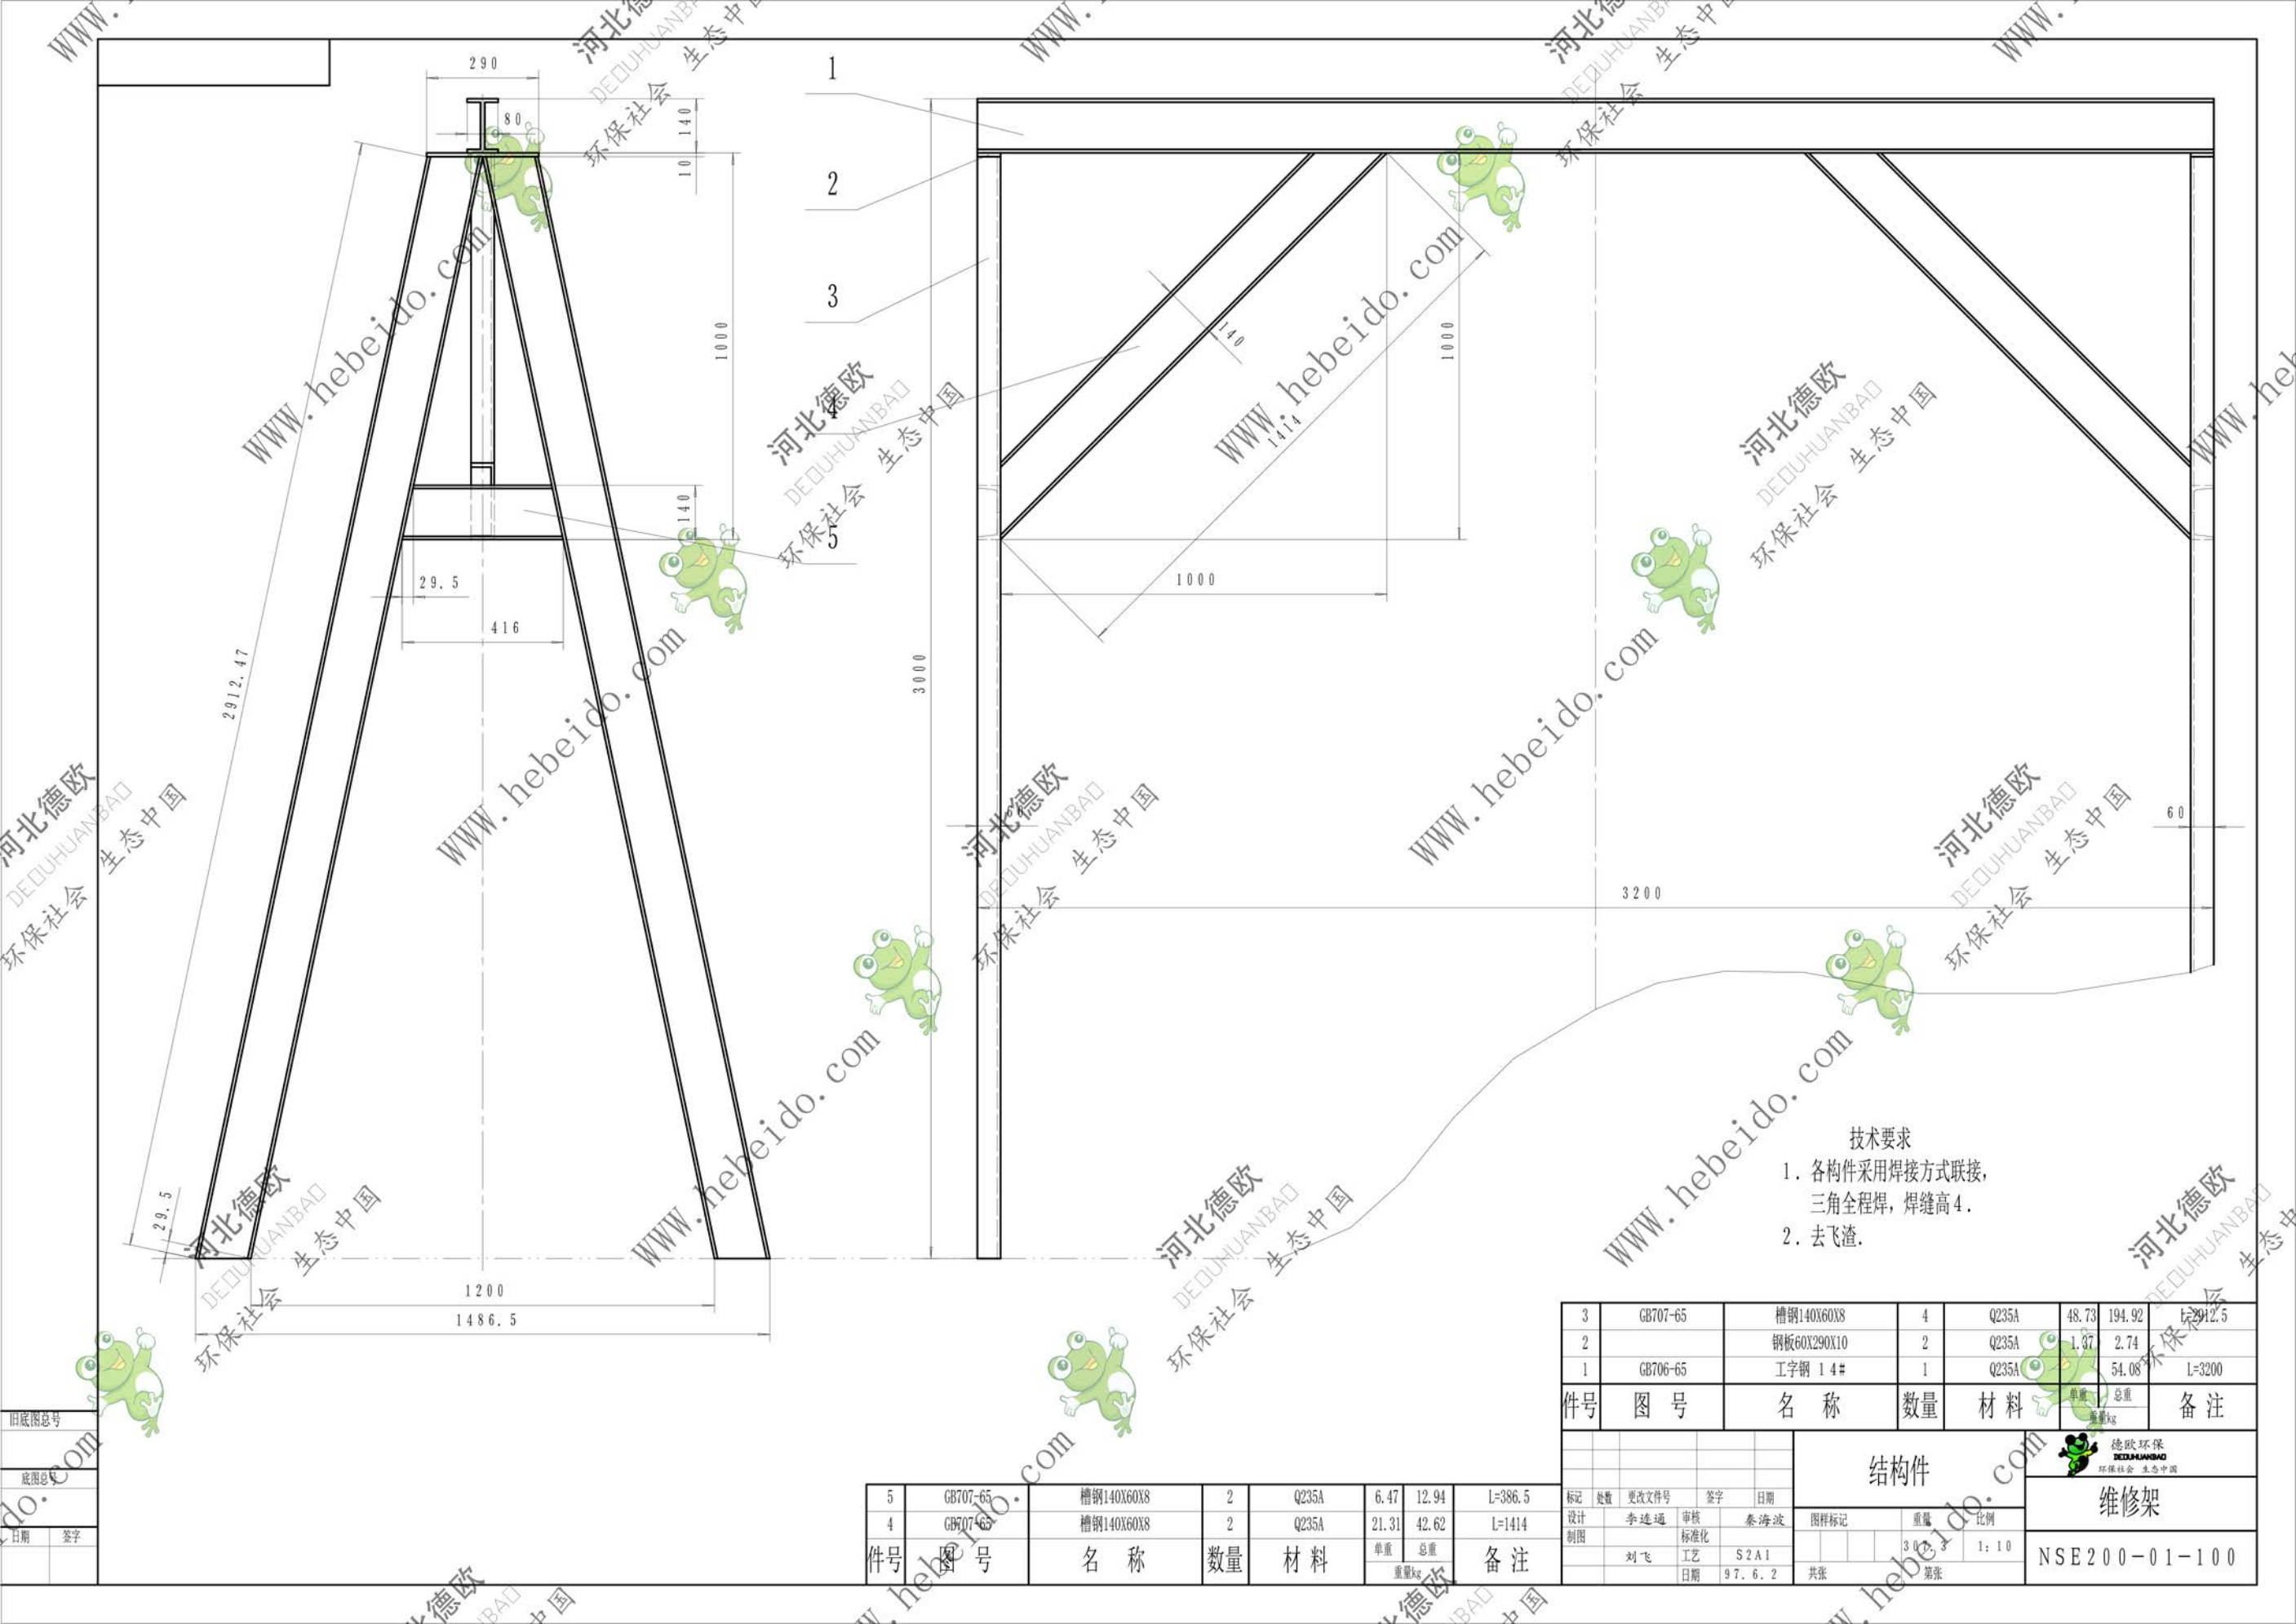 290
80
140
10
1000
2912.47
140
29.5
416
29.5
1200
1486.5
1
2
3
4
5
140
1414
1000
1000
3000
60
3200
技术要求
1. 各构件采用焊接方式联接,
三角全程焊, 焊缝高4.
2. 去飞渣.
3 GB707-65 槽钢140X60X8 4 Q235A 48.73 194.92 L=2912.5
2 钢板60X290X10 2 Q235A 1.37 2.74
1 GB706-65 工字钢 14# 1 Q235A 54.08 L=3200
件号 图号 名称 数量 材料 单重 总重 备注
重量kg
5 GB707-65 槽钢140X60X8 2 Q235A 6.47 12.94 L=386.5
4 GB707-65 槽钢140X60X8 2 Q235A 21.31 42.62 L=1414
件号 图号 名称 数量 材料 单重 总重 备注
重量kg
标记 处数 更改文件号 签字 日期
设计 李连通 审核 秦海波
制图 标准化
刘飞 工艺 S2A1
日期 97.6.2
结构件
图样标记 重量 比例
1:10
共张 第张
德欧环保
DEOUHUANBAO
环保社会 生态中国
维修架
NSE200-01-100
旧底图总号
底图总号
日期 签字
河北德欧
DEOUHUANBAO
环保社会 生态中国
WWW.hebeido.com